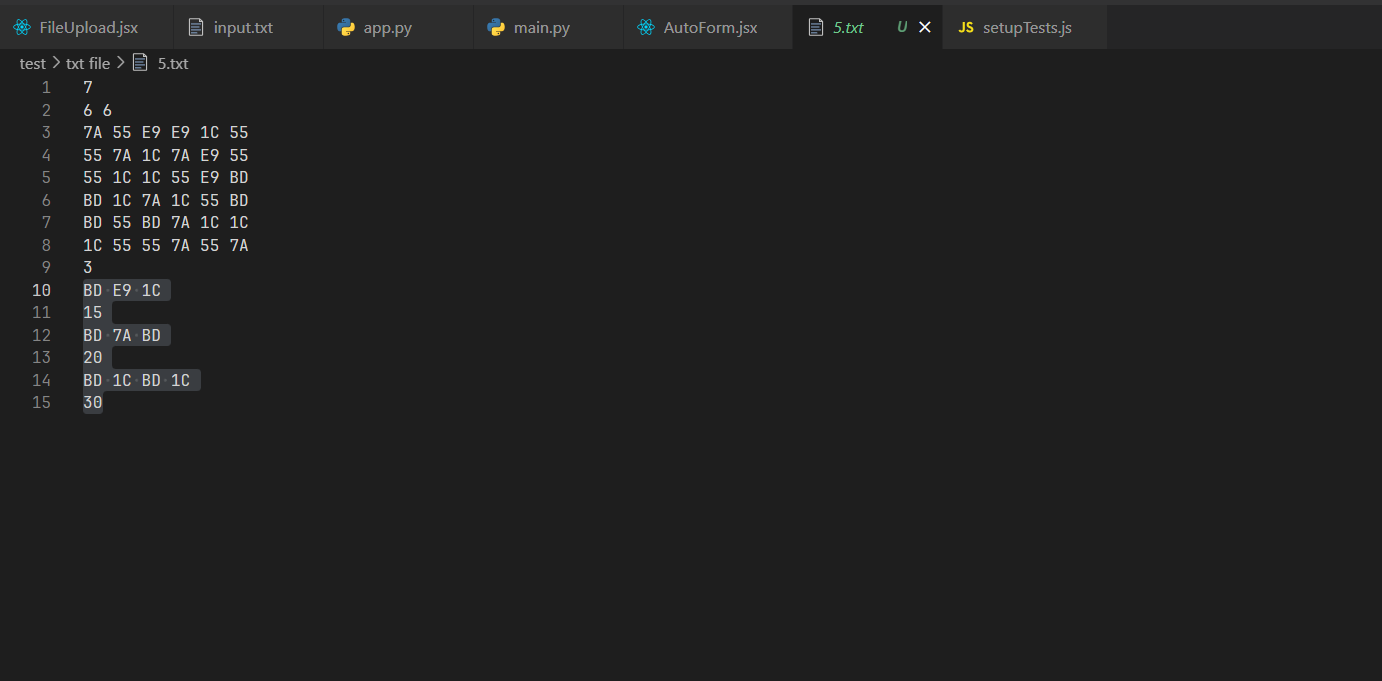 FileUpload.jsx input.txt app.py main.py AutoForm.jsx 5.txt U JS setupTests.js
test > txt file > 5.txt
1 7
2 6 6
3 7A 55 E9 E9 1C 55
4 55 7A 1C 7A E9 55
5 55 1C 1C 55 E9 BD
6 BD 1C 7A 1C 55 BD
7 BD 55 BD 7A 1C 1C
8 1C 55 55 7A 55 7A
9 3
10 BD E9 1C
11 15
12 BD 7A BD
13 20
14 BD 1C BD 1C
15 30